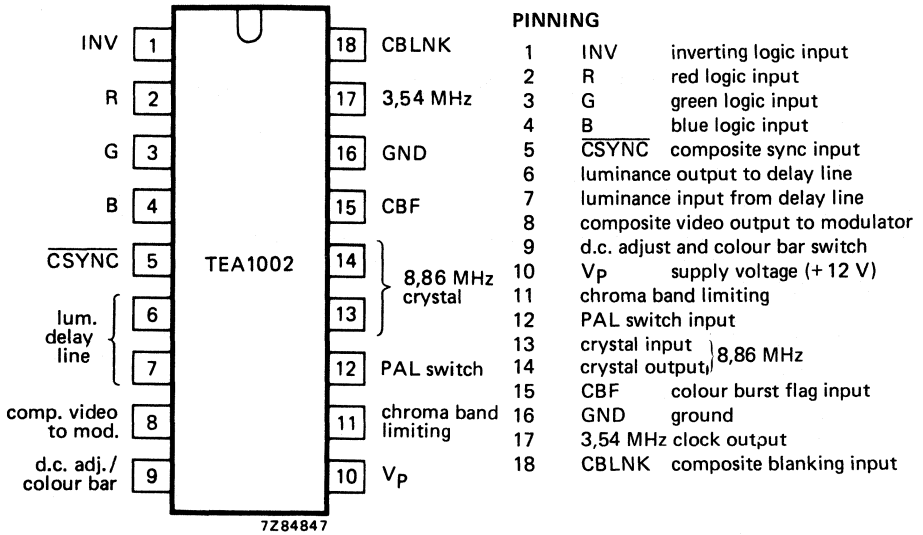 INV 1
R 2
G 3
B 4
CSYNC 5
lum. delay line
6
7
comp. video to mod. 8
d.c. adj./ colour bar 9
TEA1002
18 CBLNK
17 3,54 MHz
16 GND
15 CBF
14
13
8,86 MHz crystal
12 PAL switch
11 chroma band limiting
10 VP
7Z84847
PINNING
1 INV inverting logic input
2 R red logic input
3 G green logic input
4 B blue logic input
5 CSYNC composite sync input
6 luminance output to delay line
7 luminance input from delay line
8 composite video output to modulator
9 d.c. adjust and colour bar switch
10 VP supply voltage (+ 12 V)
11 chroma band limiting
12 PAL switch input
13 crystal input
14 crystal output
8,86 MHz
15 CBF colour burst flag input
16 GND ground
17 3,54 MHz clock output
18 CBLNK composite blanking input